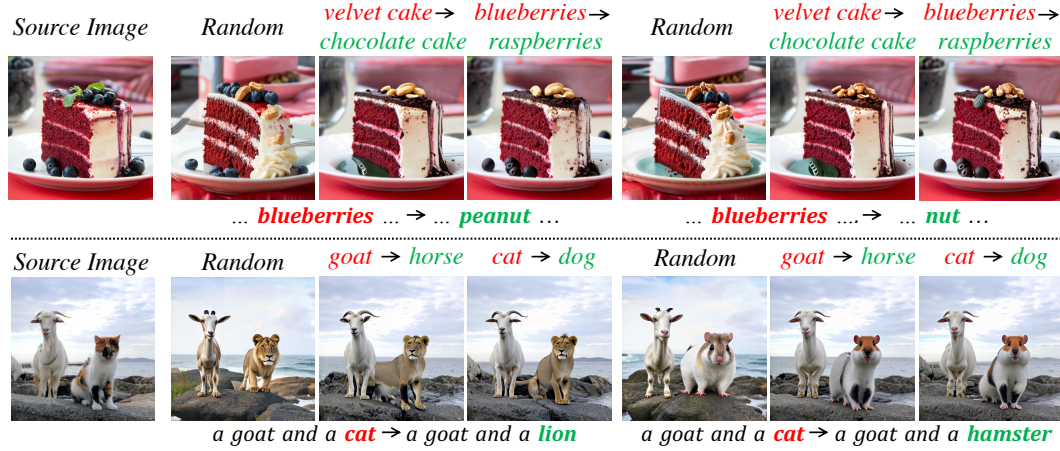 Source Image
Random
velvet cake→
chocolate cake
blueberries→
raspberries
Random
velvet cake→
chocolate cake
blueberries→
raspberries
... blueberries ... → ... peanut ...
... blueberries ....→ ... nut ...
Source Image
Random
goat → horse
cat → dog
Random
goat → horse
cat → dog
a goat and a cat → a goat and a lion
a goat and a cat → a goat and a hamster